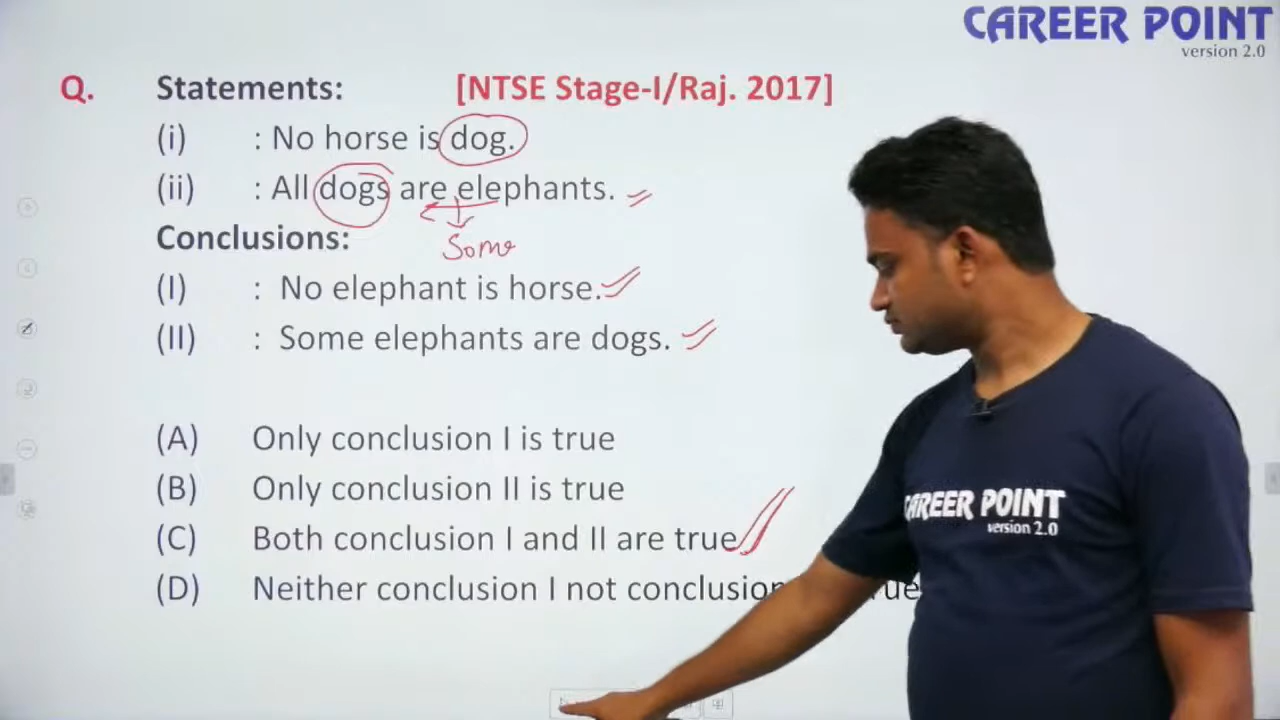 CAREER POINT
version 2.0
Q. Statements: [NTSE Stage-I/Raj. 2017]
(i) : No horse is dog.
(ii) : All dogs are elephants.
Conclusions:
Some
(I) : No elephant is horse.
(II) : Some elephants are dogs.
(A) Only conclusion I is true
(B) Only conclusion II is true
(C) Both conclusion I and II are true
(D) Neither conclusion I not conclusion
CAREER POINT
version 2.0